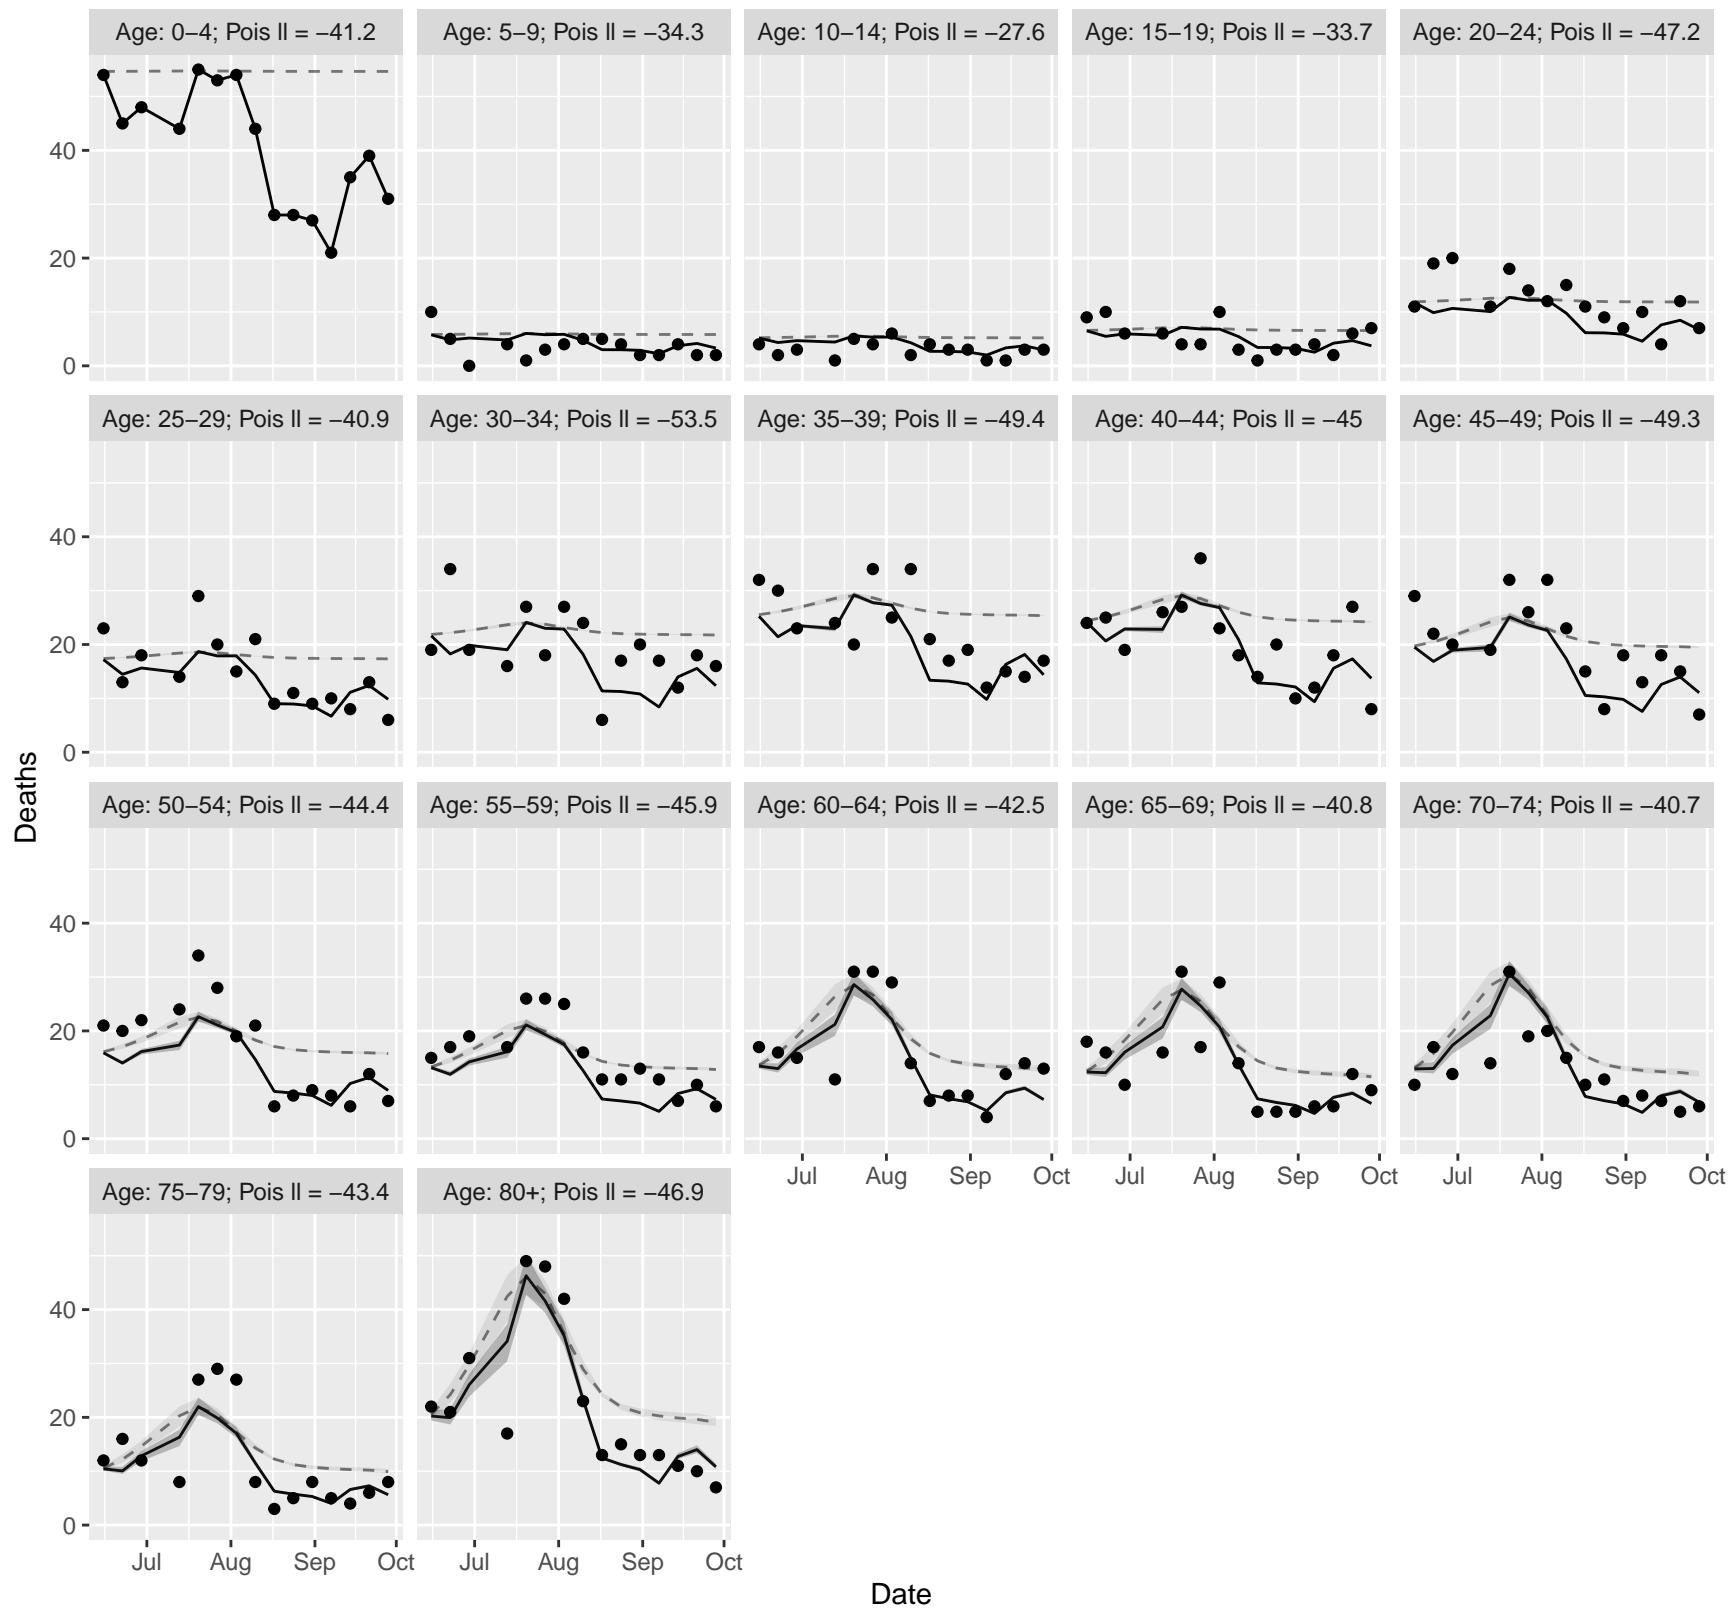 Age: 0−4; Pois ll = −41.2
Age: 5−9; Pois ll = −34.3
Age: 10−14; Pois ll = −27.6
Age: 15−19; Pois ll = −33.7
Age: 20−24; Pois ll = −47.2
40
20
0
Age: 25−29; Pois ll = −40.9
Age: 30−34; Pois ll = −53.5
Age: 35−39; Pois ll = −49.4
Age: 40−44; Pois ll = −45
Age: 45−49; Pois ll = −49.3
40
20
0
Deaths
Age: 50−54; Pois ll = −44.4
Age: 55−59; Pois ll = −45.9
Age: 60−64; Pois ll = −42.5
Age: 65−69; Pois ll = −40.8
Age: 70−74; Pois ll = −40.7
40
20
0
Jul Aug Sep Oct
Jul Aug Sep Oct
Jul Aug Sep Oct
Age: 75−79; Pois ll = −43.4
Age: 80+; Pois ll = −46.9
40
20
0
Jul Aug Sep Oct
Jul Aug Sep Oct
Date